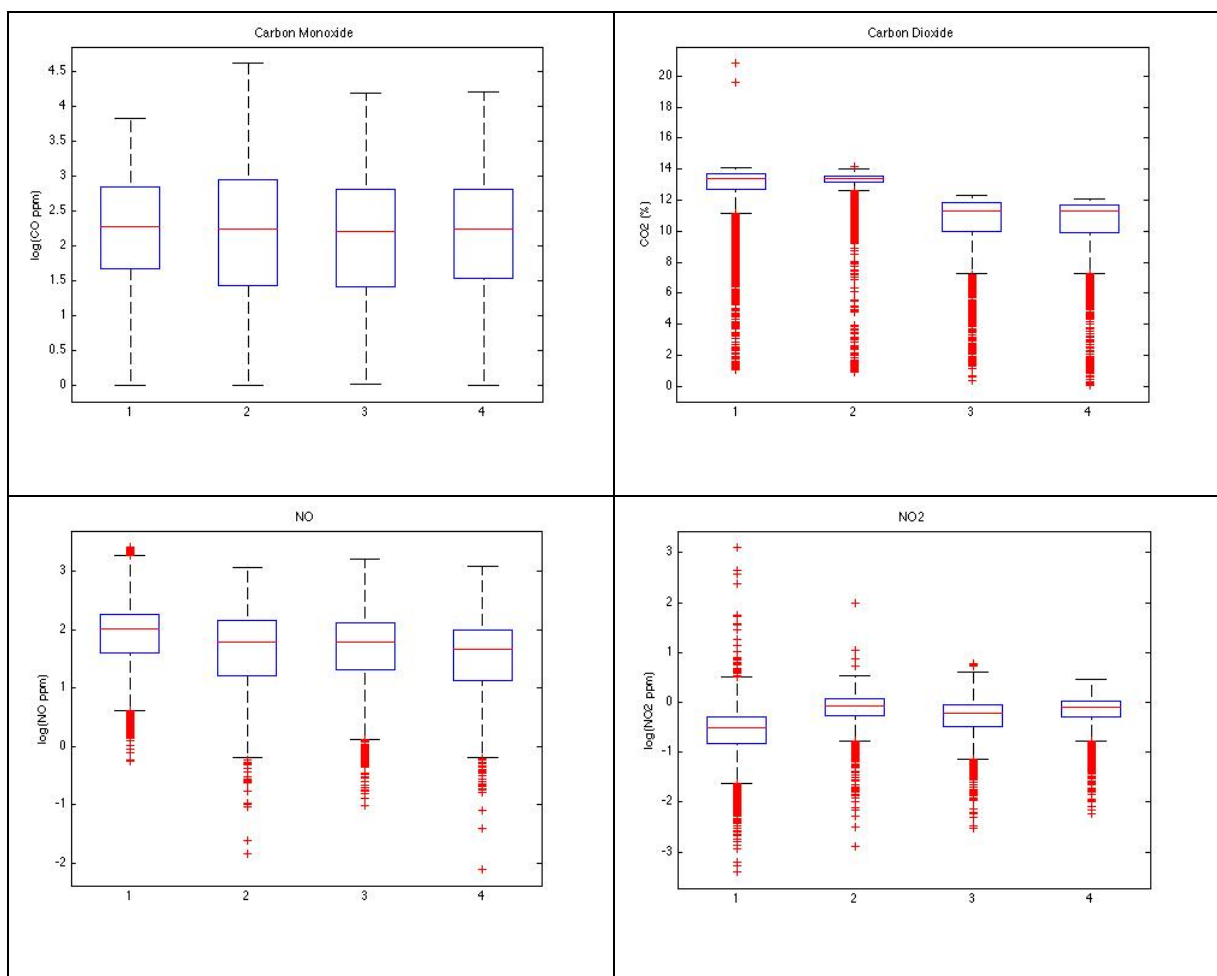 Carbon Monoxide
log(CO ppm)
4.5
4
3.5
3
2.5
2
1.5
1
0.5
0
1 2 3 4
Carbon Dioxide
CO2 (%)
20
18
16
14
12
10
8
6
4
2
0
1 2 3 4
NO
log(NO ppm)
3
2
1
0
-1
-2
1 2 3 4
NO2
log(NO2 ppm)
3
2
1
0
-1
-2
-3
1 2 3 4